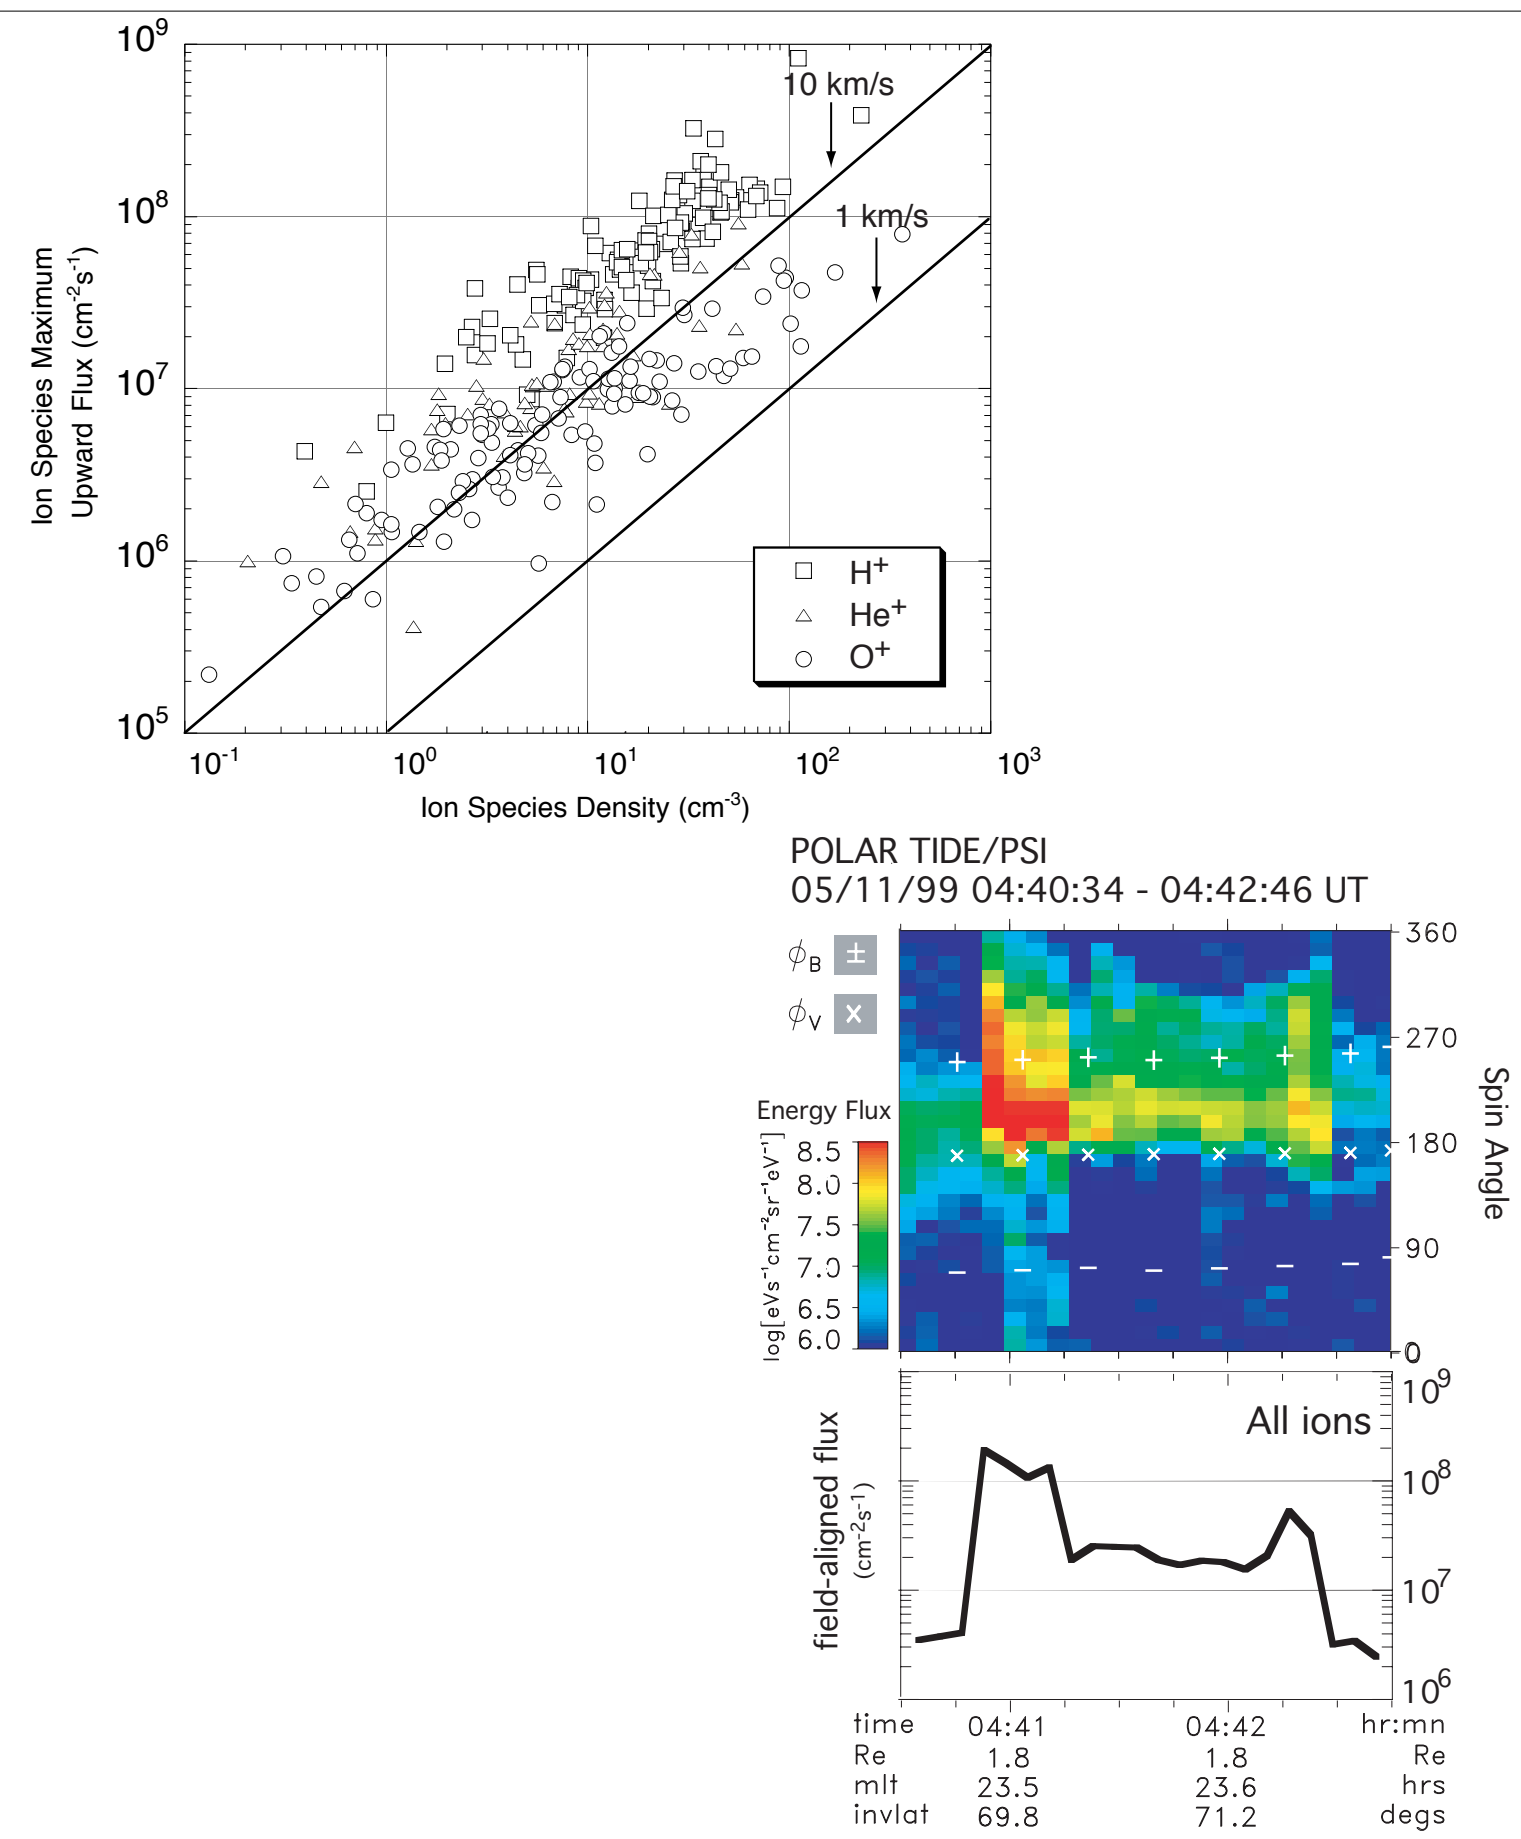 10⁹
10⁸
10⁷
10⁶
10⁵
Ion Species Maximum
Upward Flux (cm⁻²s⁻¹)
10 km/s
1 km/s
H⁺
He⁺
O⁺
10⁻¹ 10⁰ 10¹ 10² 10³
Ion Species Density (cm⁻³)
POLAR TIDE/PSI
05/11/99 04:40:34 - 04:42:46 UT
ϕB +
ϕV ×
Energy Flux
log[eVs⁻¹cm⁻²sr⁻¹eV⁻¹]
8.5
8.0
7.5
7.0
6.5
6.0
360
270
180
90
0
Spin Angle
All ions
field-aligned flux
(cm⁻²s⁻¹)
10⁹
10⁸
10⁷
10⁶
time 04:41 04:42 hr:mn
Re 1.8 1.8 Re
mlt 23.5 23.6 hrs
invlat 69.8 71.2 degs